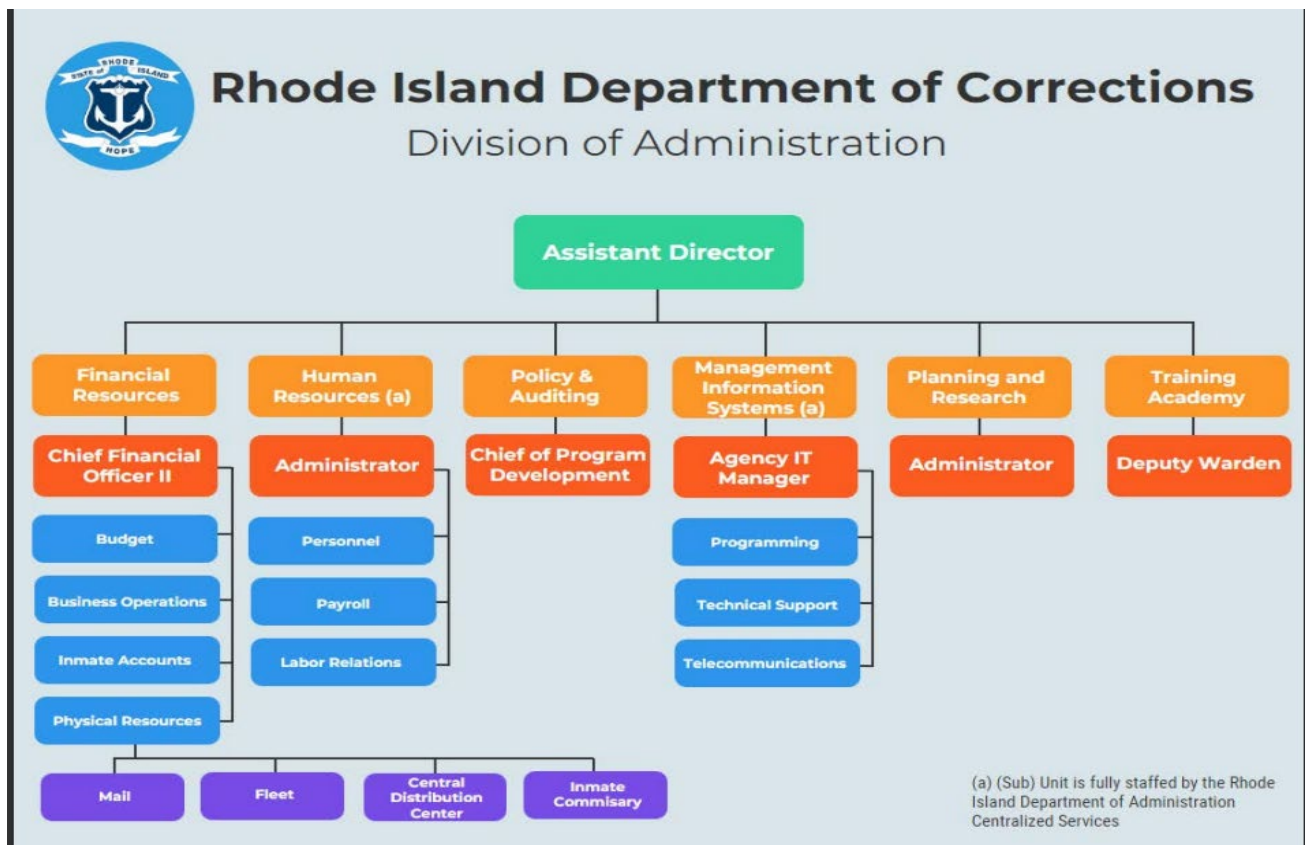 RHODE
STATE of
ISLAND
HOPE
Rhode Island Department of Corrections
Division of Administration
Assistant Director
Financial
Resources
Human
Resources (a)
Policy &
Auditing
Management
Information
Systems (a)
Planning and
Research
Training
Academy
Chief Financial
Officer II
Administrator
Chief of Program
Development
Agency IT
Manager
Administrator
Deputy Warden
Budget
Business Operations
Inmate Accounts
Physical Resources
Personnel
Payroll
Labor Relations
Programming
Technical Support
Telecommunications
Mail
Fleet
Central
Distribution
Center
Inmate
Commisary
(a) (Sub) Unit is fully staffed by the Rhode
Island Department of Administration
Centralized Services